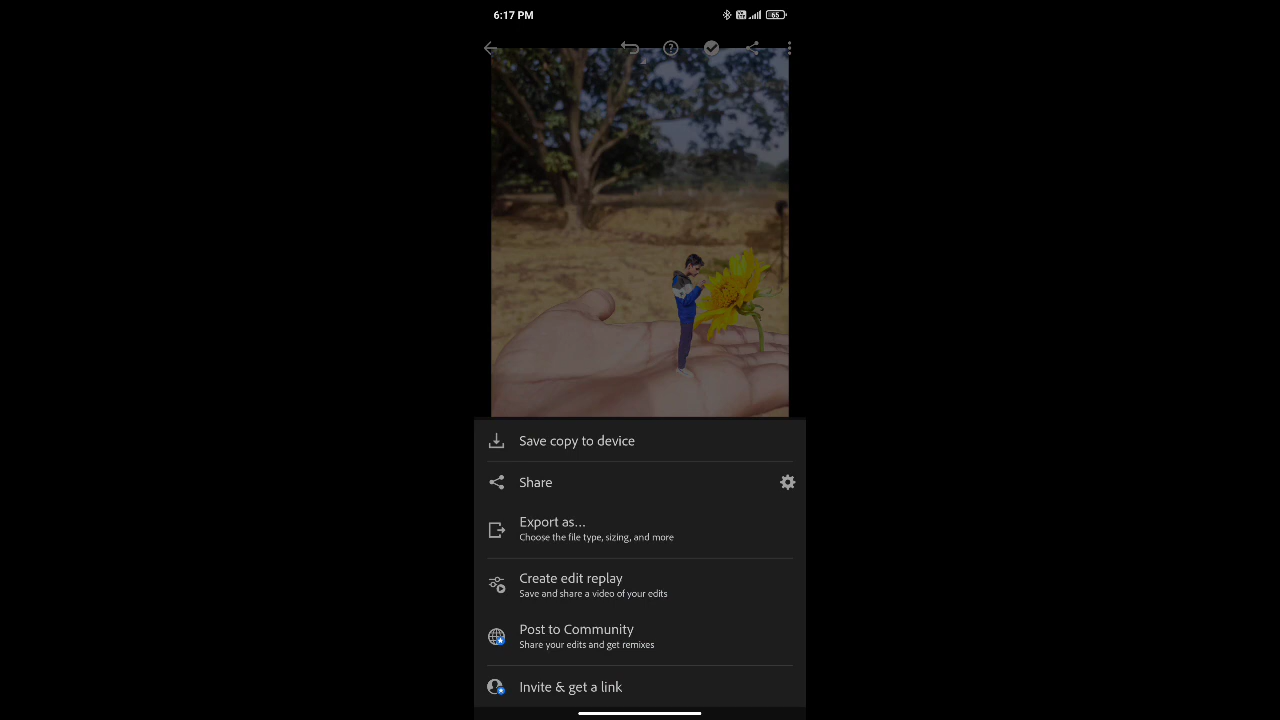 6:17 PM
65
Save copy to device
Share
Export as...
Choose the file type, sizing, and more
Create edit replay
Save and share a video of your edits
Post to Community
Share your edits and get remixes
Invite & get a link